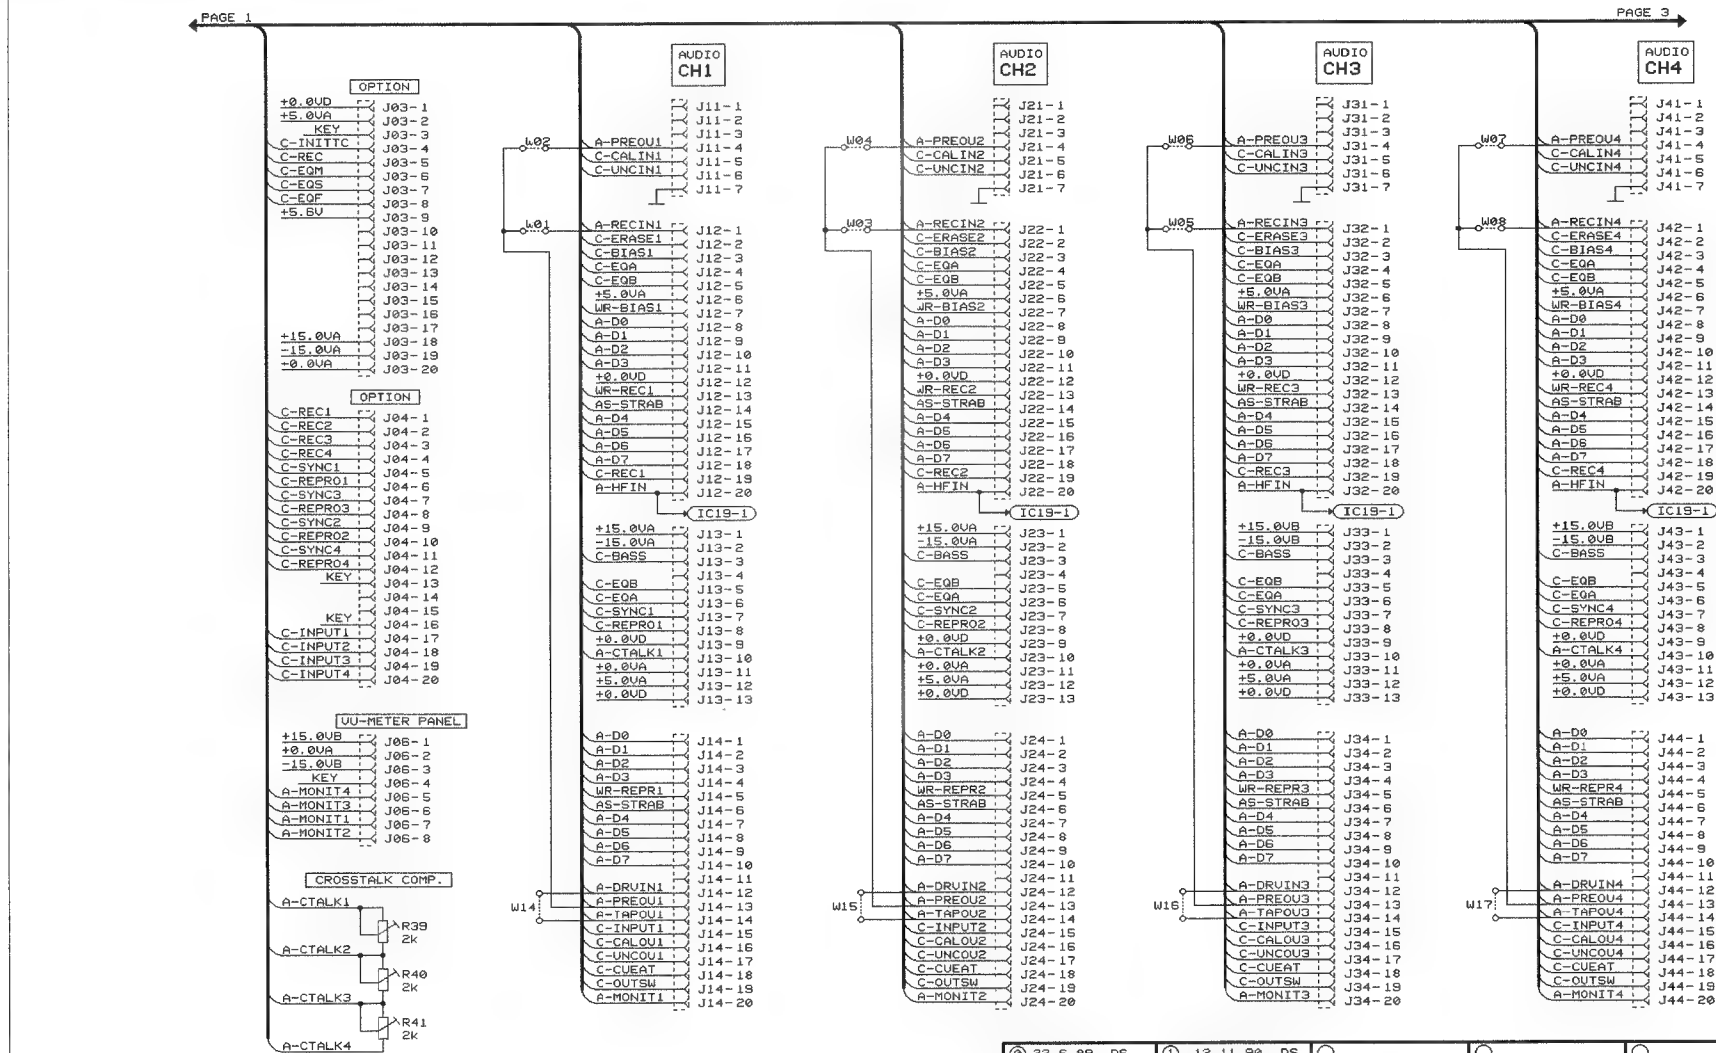 PAGE 1
PAGE 3
OPTION
+0.0VD J03-1
+5.0VA J03-2
KEY J03-3
C-INITTC J03-4
C-REC J03-5
C-EQM J03-6
C-EQS J03-7
C-EQF J03-8
+5.6V J03-9
J03-10
J03-11
J03-12
J03-13
J03-14
J03-15
J03-16
J03-17
+15.0VA J03-18
-15.0VA J03-19
+0.0VA J03-20
OPTION
C-REC1 J04-1
C-REC2 J04-2
C-REC3 J04-3
C-REC4 J04-4
C-SYNC1 J04-5
C-REPRO1 J04-6
C-SYNC3 J04-7
C-REPRO3 J04-8
C-SYNC2 J04-9
C-REPRO2 J04-10
C-SYNC4 J04-11
C-REPRO4 J04-12
KEY J04-13
J04-14
J04-15
KEY J04-16
C-INPUT1 J04-17
C-INPUT2 J04-18
C-INPUT3 J04-19
C-INPUT4 J04-20
VU-METER PANEL
+15.0VB J06-1
+0.0VA J06-2
-15.0VB J06-3
KEY J06-4
A-MONIT4 J06-5
A-MONIT3 J06-6
A-MONIT1 J06-7
A-MONIT2 J06-8
CROSSTALK COMP.
A-CTALK1
R39
2k
A-CTALK2
R40
2k
A-CTALK3
R41
2k
A-CTALK4
AUDIO
CH1
J11-1
J11-2
J11-3
W02 A-PREOU1 J11-4
C-CALIN1 J11-5
C-UNCIN1 J11-6
J11-7
W01 A-RECIN1 J12-1
C-ERASE1 J12-2
C-BIAS1 J12-3
C-EQA J12-4
C-EQB J12-5
+5.0VA J12-6
WR-BIAS1 J12-7
A-D0 J12-8
A-D1 J12-9
A-D2 J12-10
A-D3 J12-11
+0.0VD J12-12
WR-REC1 J12-13
AS-STRAB J12-14
A-D4 J12-15
A-D5 J12-16
A-D6 J12-17
A-D7 J12-18
C-REC1 J12-19
A-HFIN J12-20
IC19-1
+15.0VA J13-1
-15.0VA J13-2
C-BASS J13-3
J13-4
C-EQB J13-5
C-EQA J13-6
C-SYNC1 J13-7
C-REPRO1 J13-8
+0.0VD J13-9
A-CTALK1 J13-10
+0.0VA J13-11
+5.0VA J13-12
+0.0VD J13-13
A-D0 J14-1
A-D1 J14-2
A-D2 J14-3
A-D3 J14-4
WR-REPR1 J14-5
AS-STRAB J14-6
A-D4 J14-7
A-D5 J14-8
A-D6 J14-9
A-D7 J14-10
J14-11
A-DRVIN1 J14-12
W14 A-PREOU1 J14-13
A-TAPOU1 J14-14
C-INPUT1 J14-15
C-CALOU1 J14-16
C-UNCOU1 J14-17
C-CUEAT J14-18
C-OUTSW J14-19
A-MONIT1 J14-20
AUDIO
CH2
J21-1
J21-2
J21-3
W04 A-PREOU2 J21-4
C-CALIN2 J21-5
C-UNCIN2 J21-6
J21-7
W03 A-RECIN2 J22-1
C-ERASE2 J22-2
C-BIAS2 J22-3
C-EQA J22-4
C-EQB J22-5
+5.0VA J22-6
WR-BIAS2 J22-7
A-D0 J22-8
A-D1 J22-9
A-D2 J22-10
A-D3 J22-11
+0.0VD J22-12
WR-REC2 J22-13
AS-STRAB J22-14
A-D4 J22-15
A-D5 J22-16
A-D6 J22-17
A-D7 J22-18
C-REC2 J22-19
A-HFIN J22-20
IC19-1
+15.0VA J23-1
-15.0VA J23-2
C-BASS J23-3
J23-4
C-EQB J23-5
C-EQA J23-6
C-SYNC2 J23-7
C-REPRO2 J23-8
+0.0VD J23-9
A-CTALK2 J23-10
+0.0VA J23-11
+5.0VA J23-12
+0.0VD J23-13
A-D0 J24-1
A-D1 J24-2
A-D2 J24-3
A-D3 J24-4
WR-REPR2 J24-5
AS-STRAB J24-6
A-D4 J24-7
A-D5 J24-8
A-D6 J24-9
A-D7 J24-10
J24-11
A-DRVIN2 J24-12
W15 A-PREOU2 J24-13
A-TAPOU2 J24-14
C-INPUT2 J24-15
C-CALOU2 J24-16
C-UNCOU2 J24-17
C-CUEAT J24-18
C-OUTSW J24-19
A-MONIT2 J24-20
AUDIO
CH3
J31-1
J31-2
J31-3
W06 A-PREOU3 J31-4
C-CALIN3 J31-5
C-UNCIN3 J31-6
J31-7
W05 A-RECIN3 J32-1
C-ERASE3 J32-2
C-BIAS3 J32-3
C-EQA J32-4
C-EQB J32-5
+5.0VA J32-6
WR-BIAS3 J32-7
A-D0 J32-8
A-D1 J32-9
A-D2 J32-10
A-D3 J32-11
+0.0VD J32-12
WR-REC3 J32-13
AS-STRAB J32-14
A-D4 J32-15
A-D5 J32-16
A-D6 J32-17
A-D7 J32-18
C-REC3 J32-19
A-HFIN J32-20
IC19-1
+15.0VB J33-1
-15.0VB J33-2
C-BASS J33-3
J33-4
C-EQB J33-5
C-EQA J33-6
C-SYNC3 J33-7
C-REPRO3 J33-8
+0.0VD J33-9
A-CTALK3 J33-10
+0.0VA J33-11
+5.0VA J33-12
+0.0VD J33-13
A-D0 J34-1
A-D1 J34-2
A-D2 J34-3
A-D3 J34-4
WR-REPR3 J34-5
AS-STRAB J34-6
A-D4 J34-7
A-D5 J34-8
A-D6 J34-9
A-D7 J34-10
J34-11
A-DRVIN3 J34-12
W16 A-PREOU3 J34-13
A-TAPOU3 J34-14
C-INPUT3 J34-15
C-CALOU3 J34-16
C-UNCOU3 J34-17
C-CUEAT J34-18
C-OUTSW J34-19
A-MONIT3 J34-20
AUDIO
CH4
J41-1
J41-2
J41-3
W07 A-PREOU4 J41-4
C-CALIN4 J41-5
C-UNCIN4 J41-6
J41-7
W08 A-RECIN4 J42-1
C-ERASE4 J42-2
C-BIAS4 J42-3
C-EQA J42-4
C-EQB J42-5
+5.0VA J42-6
WR-BIAS4 J42-7
A-D0 J42-8
A-D1 J42-9
A-D2 J42-10
A-D3 J42-11
+0.0VD J42-12
WR-REC4 J42-13
AS-STRAB J42-14
A-D4 J42-15
A-D5 J42-16
A-D6 J42-17
A-D7 J42-18
C-REC4 J42-19
A-HFIN J42-20
IC19-1
+15.0VB J43-1
-15.0VB J43-2
C-BASS J43-3
J43-4
C-EQB J43-5
C-EQA J43-6
C-SYNC4 J43-7
C-REPRO4 J43-8
+0.0VD J43-9
A-CTALK4 J43-10
+0.0VA J43-11
+5.0VA J43-12
+0.0VD J43-13
A-D0 J44-1
A-D1 J44-2
A-D2 J44-3
A-D3 J44-4
WR-REPR4 J44-5
AS-STRAB J44-6
A-D4 J44-7
A-D5 J44-8
A-D6 J44-9
A-D7 J44-10
J44-11
A-DRVIN4 J44-12
W17 A-PREOU4 J44-13
A-TAPOU4 J44-14
C-INPUT4 J44-15
C-CALOU4 J44-16
C-UNCOU4 J44-17
C-CUEAT J44-18
C-OUTSW J44-19
A-MONIT4 J44-20